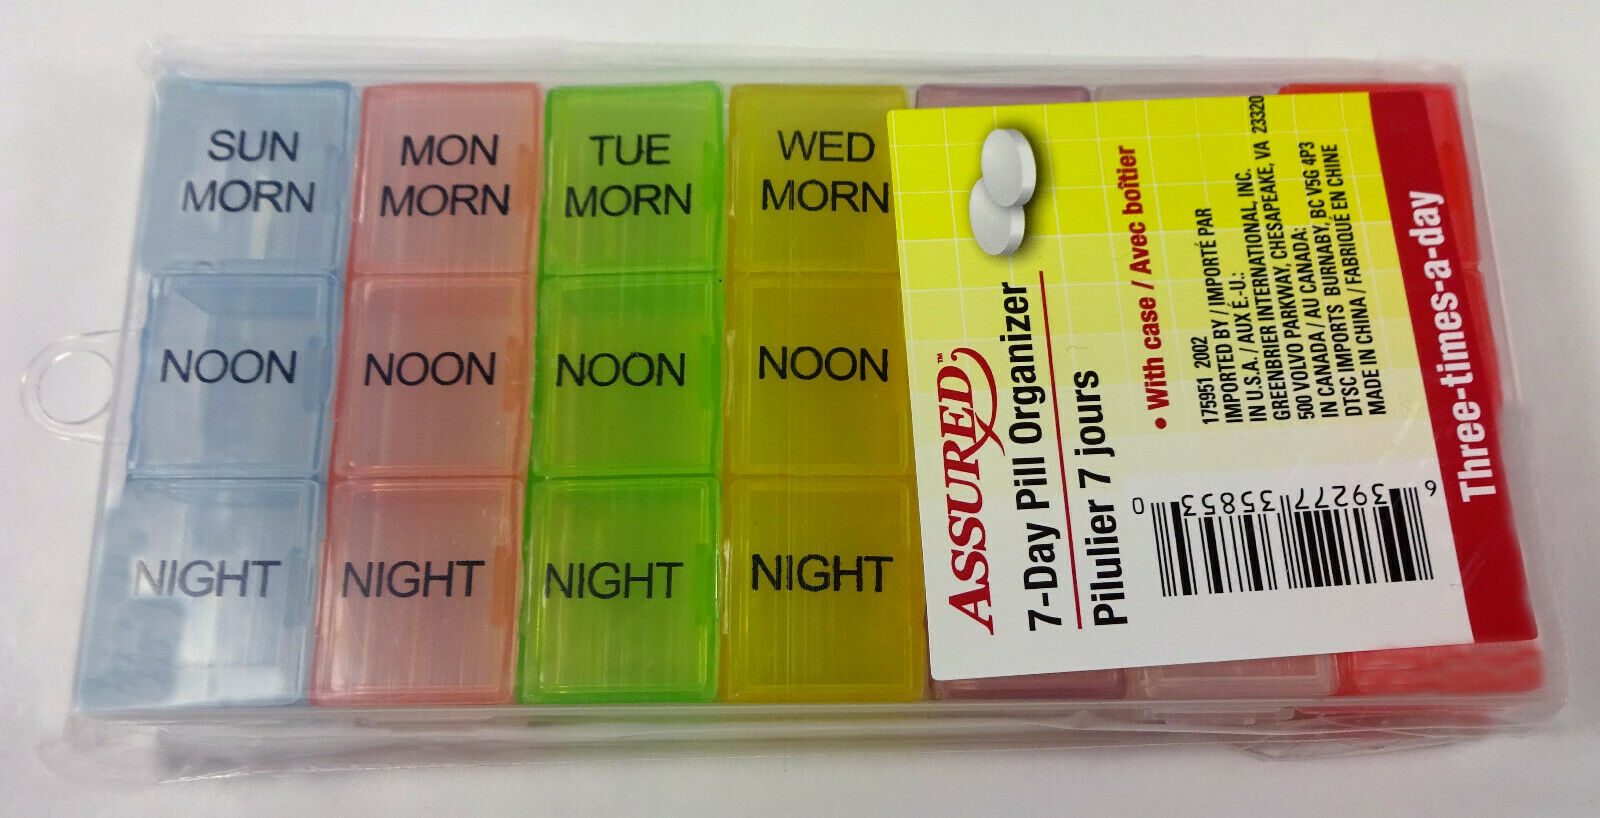 SUN
MORN
MON
MORN
TUE
MORN
WED
MORN
NOON
NOON
NOON
NOON
NIGHT
NIGHT
NIGHT
NIGHT
ASSURED™
7-Day Pill Organizer
Pilulier 7 jours
• With case / Avec boîtier
175951 2002
IMPORTED BY / IMPORTÉ PAR
IN U.S.A. / AUX É.-U.:
GREENBRIER INTERNATIONAL, INC.
500 VOLVO PARKWAY, CHESAPEAKE, VA 23320
IN CANADA / AU CANADA:
DTSC IMPORTS BURNABY, BC V5G 4P3
MADE IN CHINA / FABRIQUÉ EN CHINE
6 39277 35853 0
Three-times-a-day